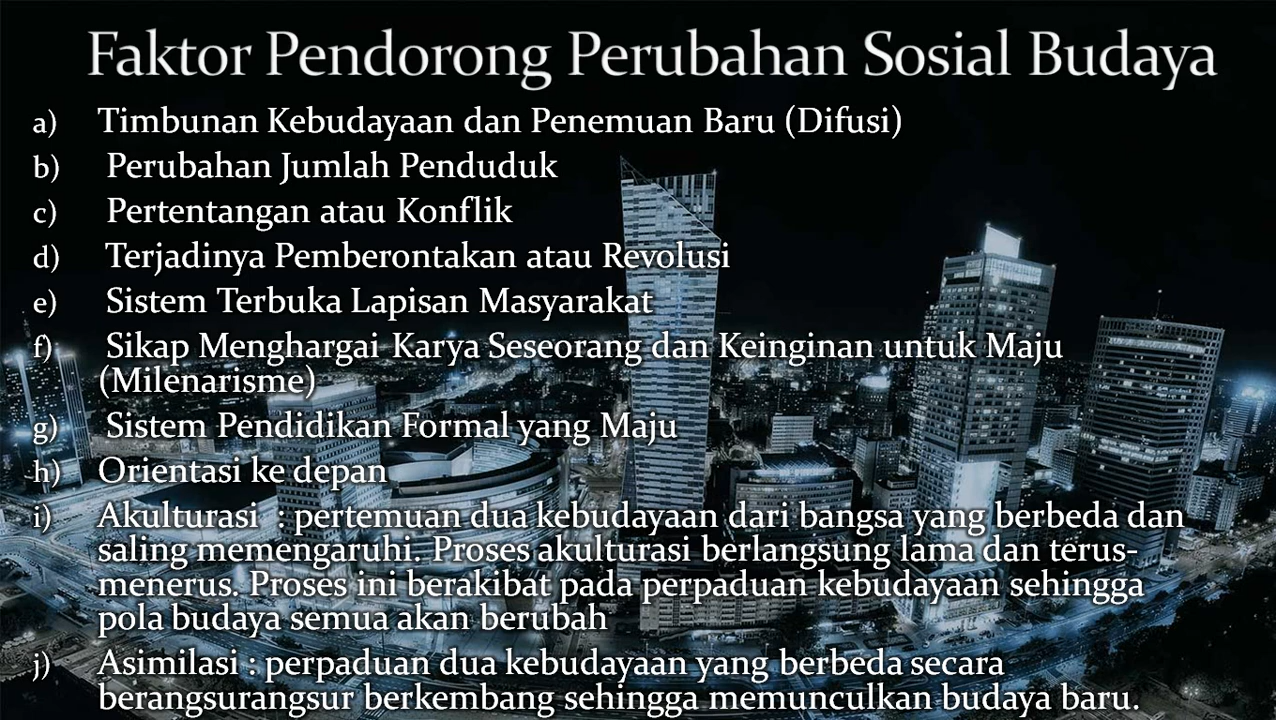 Faktor Pendorong Perubahan Sosial Budaya
a) Timbunan Kebudayaan dan Penemuan Baru (Difusi)
b) Perubahan Jumlah Penduduk
c) Pertentangan atau Konflik
d) Terjadinya Pemberontakan atau Revolusi
e) Sistem Terbuka Lapisan Masyarakat
f) Sikap Menghargai Karya Seseorang dan Keinginan untuk Maju
(Milenarisme)
g) Sistem Pendidikan Formal yang Maju
h) Orientasi ke depan
i) Akulturasi : pertemuan dua kebudayaan dari bangsa yang berbeda dan
saling memengaruhi. Proses akulturasi berlangsung lama dan terus-
menerus. Proses ini berakibat pada perpaduan kebudayaan sehingga
pola budaya semua akan berubah
j) Asimilasi : perpaduan dua kebudayaan yang berbeda secara
berangsurangsur berkembang sehingga memunculkan budaya baru.